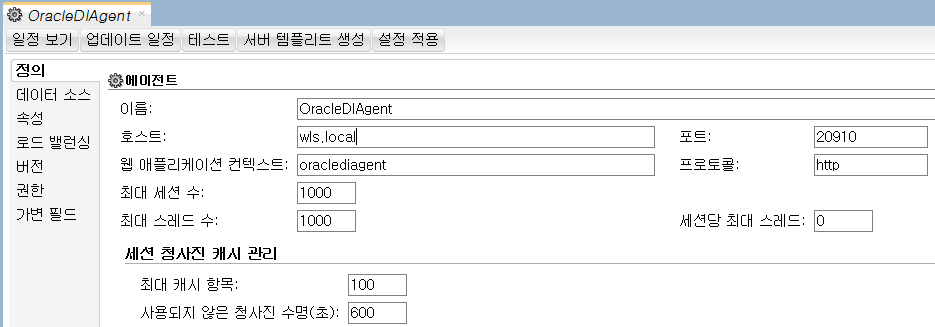 OracleDIAgent
일정 보기 업데이트 일정 테스트 서버 템플리트 생성 설정 적용
정의
데이터 소스
속성
로드 밸런싱
버전
권한
가변 필드
에이전트
이름: OracleDIAgent
호스트: wls.local 포트: 20910
웹 애플리케이션 컨텍스트: oraclediagent 프로토콜: http
최대 세션 수: 1000
최대 스레드 수: 1000 세션당 최대 스레드: 0
세션 청사진 캐시 관리
최대 캐시 항목: 100
사용되지 않은 청사진 수명(초): 600